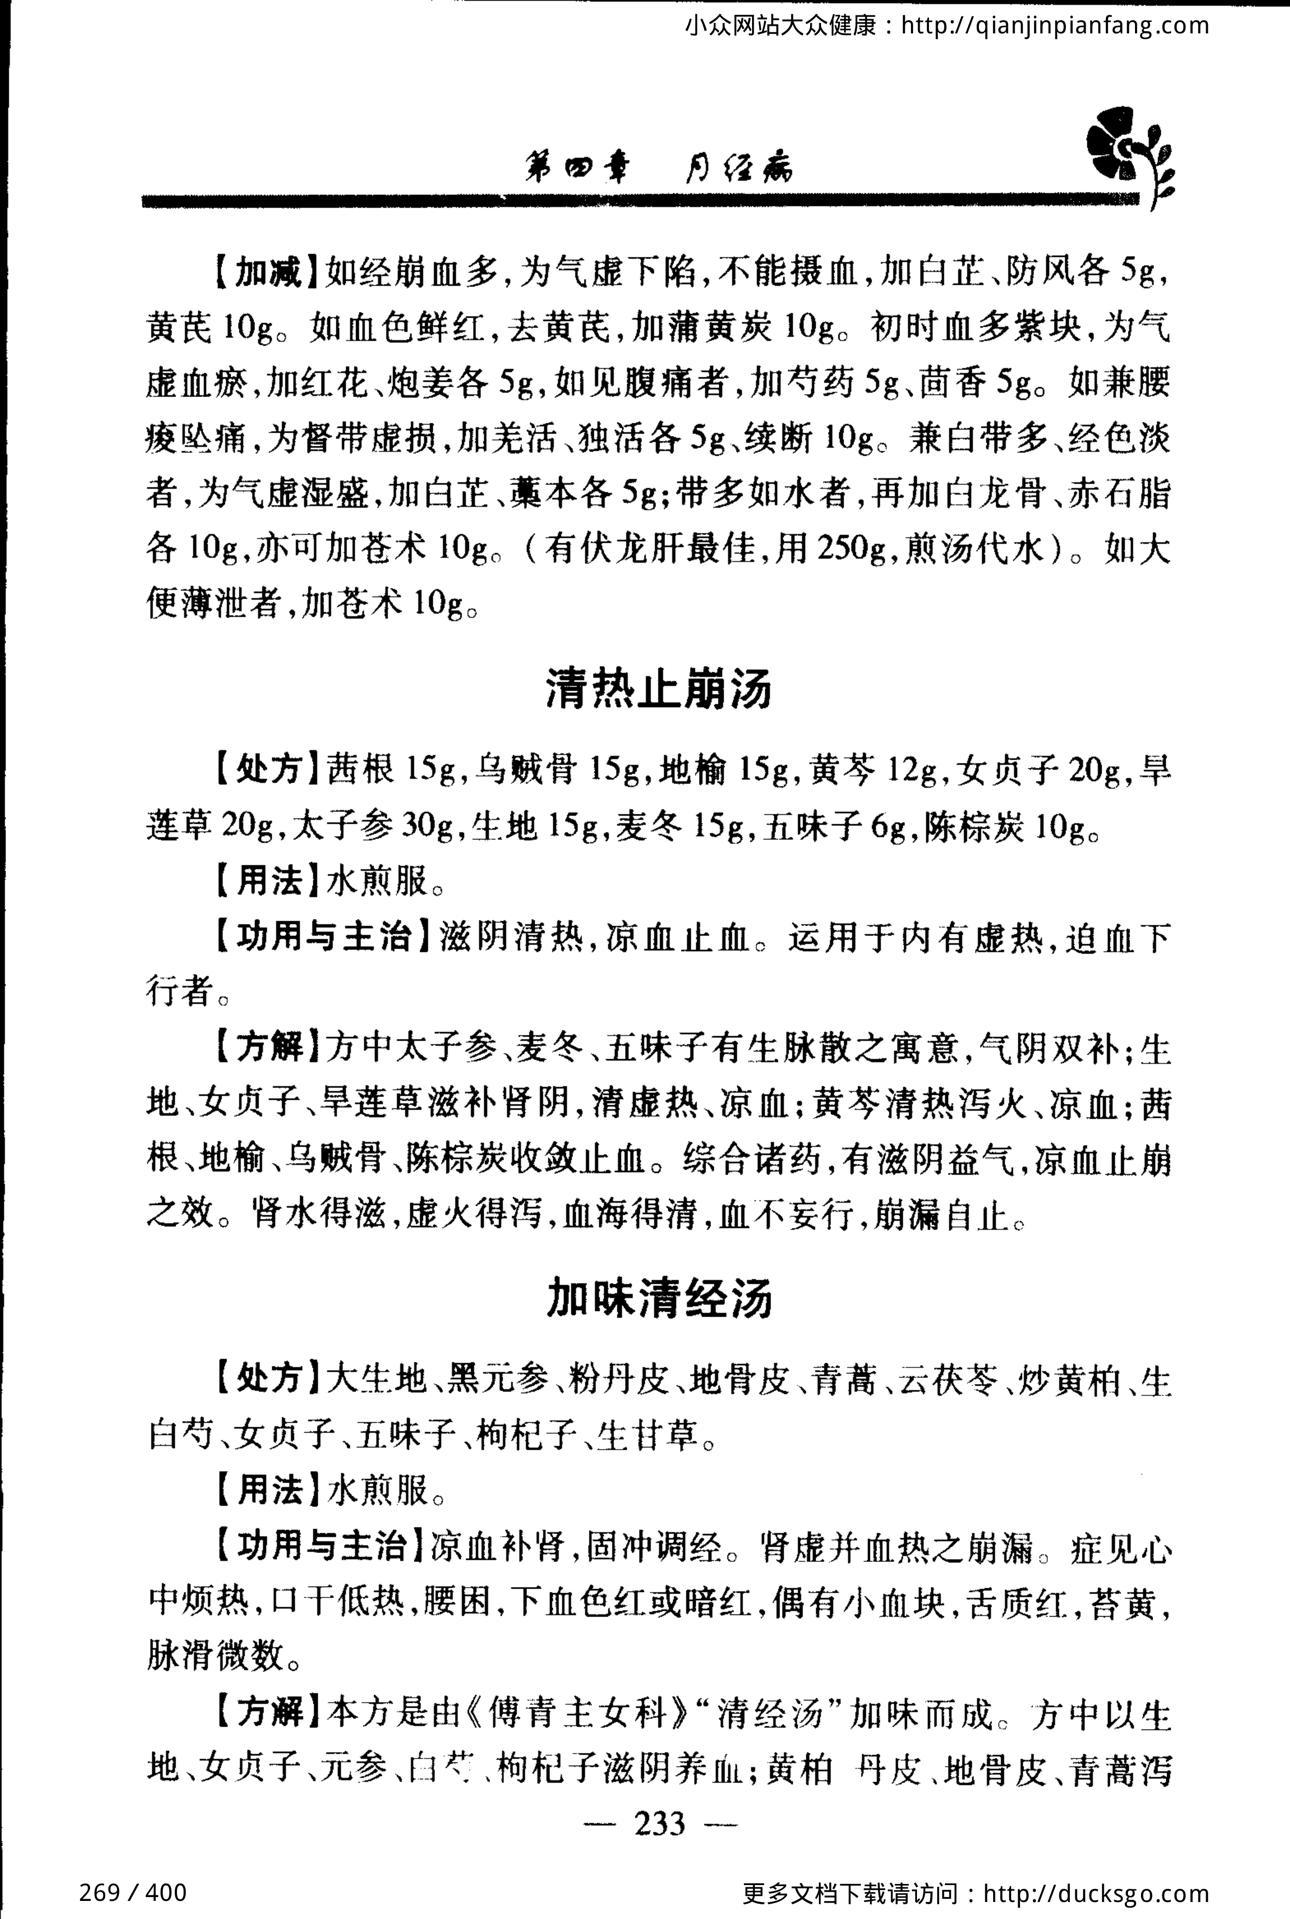 小众网站大众健康：http://qianjinpianfang.com
第四章 月经病
【加减】如经崩血多,为气虚下陷,不能摄血,加白芷、防风各 5g,
黄芪 10g。如血色鲜红,去黄芪,加蒲黄炭 10g。初时血多紫块,为气
虚血瘀,加红花、炮姜各 5g,如见腹痛者,加芍药 5g、茴香 5g。如兼腰
痠坠痛,为督带虚损,加羌活、独活各 5g、续断 10g。兼白带多、经色淡
者,为气虚湿盛,加白芷、藁本各 5g;带多如水者,再加白龙骨、赤石脂
各 10g,亦可加苍术 10g。(有伏龙肝最佳,用 250g,煎汤代水)。如大
便薄泄者,加苍术 10g。
清热止崩汤
【处方】茜根 15g,乌贼骨 15g,地榆 15g,黄芩 12g,女贞子 20g,旱
莲草 20g,太子参 30g,生地 15g,麦冬 15g,五味子 6g,陈棕炭 10g。
【用法】水煎服。
【功用与主治】滋阴清热,凉血止血。运用于内有虚热,迫血下
行者。
【方解】方中太子参、麦冬、五味子有生脉散之寓意,气阴双补;生
地、女贞子、旱莲草滋补肾阴,清虚热、凉血;黄芩清热泻火、凉血;茜
根、地榆、乌贼骨、陈棕炭收敛止血。综合诸药,有滋阴益气,凉血止崩
之效。肾水得滋,虚火得泻,血海得清,血不妄行,崩漏自止。
加味清经汤
【处方】大生地、黑元参、粉丹皮、地骨皮、青蒿、云茯苓、炒黄柏、生
白芍、女贞子、五味子、枸杞子、生甘草。
【用法】水煎服。
【功用与主治】凉血补肾,固冲调经。肾虚并血热之崩漏。症见心
中烦热,口干低热,腰困,下血色红或暗红,偶有小血块,舌质红,苔黄,
脉滑微数。
【方解】本方是由《傅青主女科》“清经汤”加味而成。方中以生
地、女贞子、元参、白芍、枸杞子滋阴养血;黄柏 丹皮、地骨皮、青蒿泻
— 233 —
269 / 400
更多文档下载请访问：http://ducksgo.com